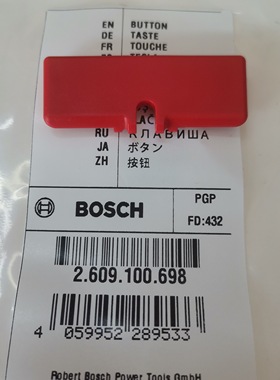 EN BUTTON
DE TASTE
FR TOUCHE
RU КЛАВИША
JA ボタン
ZH 按钮
BOSCH
PGP
FD:432
2.609.100.698
4 059952 289533
Robert Bosch Power Tools GmbH